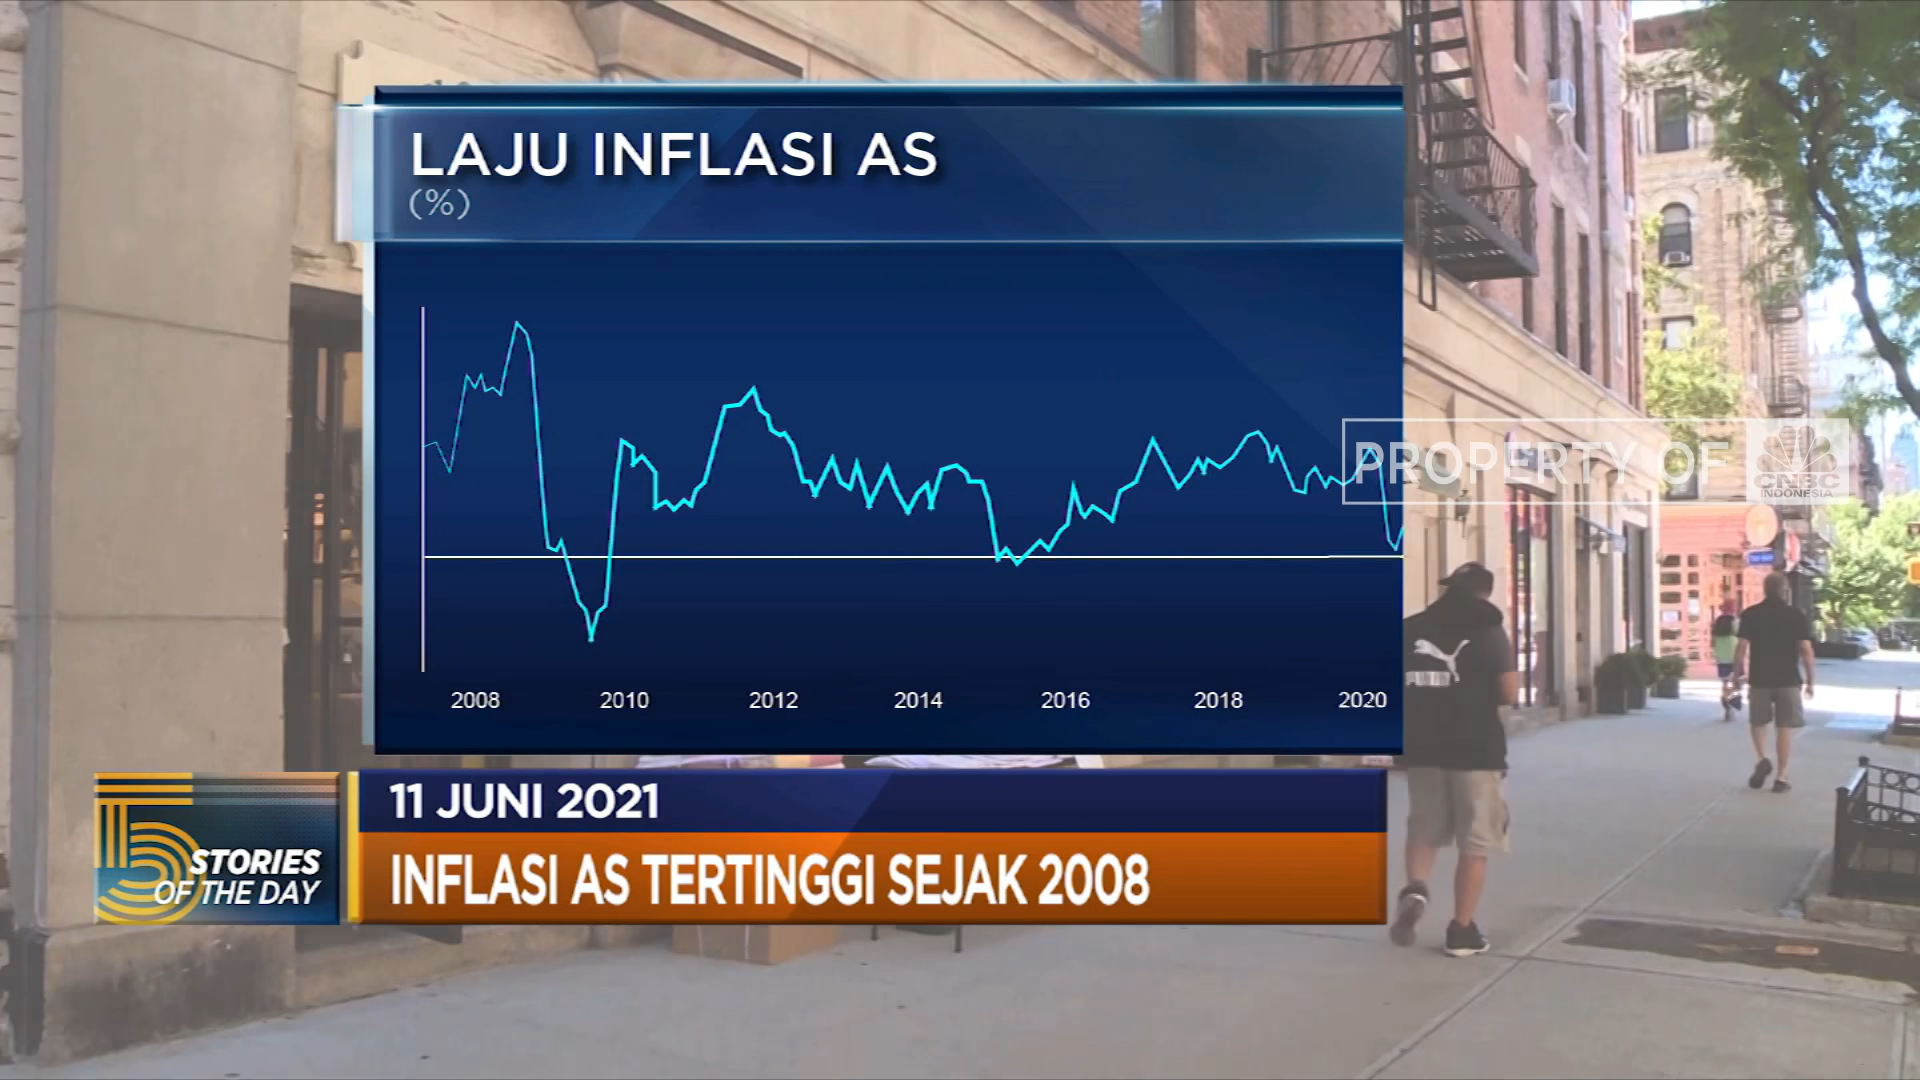 LAJU INFLASI AS
(%)
PROPERTY OF
CNBC
INDONESIA
2008 2010 2012 2014 2016 2018 2020
11 JUNI 2021
5 STORIES
OF THE DAY
INFLASI AS TERTINGGI SEJAK 2008